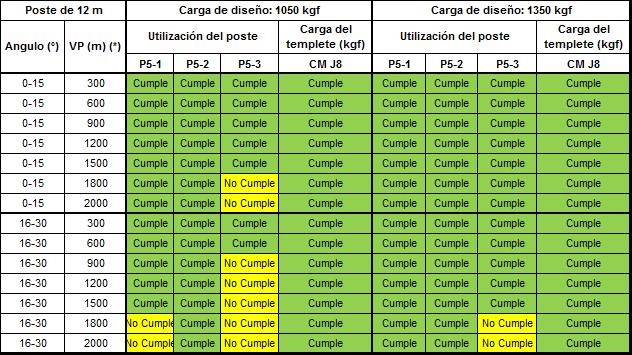 Poste de 12 m Carga de diseño: 1050 kgf Carga de diseño: 1350 kgf
Angulo (°) VP (m) (*) Utilización del poste Carga del templete (kgf) Utilización del poste Carga del templete (kgf)
P5-1 P5-2 P5-3 CM J8 P5-1 P5-2 P5-3 CM J8
0-15 300 Cumple Cumple Cumple Cumple Cumple Cumple Cumple Cumple
0-15 600 Cumple Cumple Cumple Cumple Cumple Cumple Cumple Cumple
0-15 900 Cumple Cumple Cumple Cumple Cumple Cumple Cumple Cumple
0-15 1200 Cumple Cumple Cumple Cumple Cumple Cumple Cumple Cumple
0-15 1500 Cumple Cumple Cumple Cumple Cumple Cumple Cumple Cumple
0-15 1800 Cumple Cumple No Cumple Cumple Cumple Cumple Cumple Cumple
0-15 2000 Cumple Cumple No Cumple Cumple Cumple Cumple Cumple Cumple
16-30 300 Cumple Cumple Cumple Cumple Cumple Cumple Cumple Cumple
16-30 600 Cumple Cumple Cumple Cumple Cumple Cumple Cumple Cumple
16-30 900 Cumple Cumple No Cumple Cumple Cumple Cumple Cumple Cumple
16-30 1200 Cumple Cumple No Cumple Cumple Cumple Cumple Cumple Cumple
16-30 1500 Cumple Cumple No Cumple Cumple Cumple Cumple Cumple Cumple
16-30 1800 No Cumple Cumple No Cumple Cumple Cumple Cumple No Cumple Cumple
16-30 2000 No Cumple Cumple No Cumple Cumple Cumple Cumple No Cumple Cumple